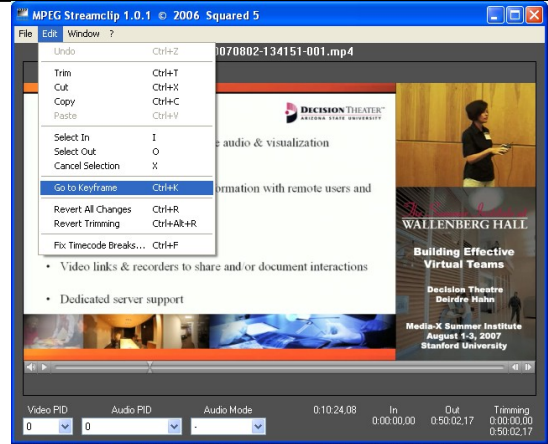 MPEG Streamclip 1.0.1 © 2006 Squared 5
File Edit Window ?
0070802-134151-001.mp4
Undo Ctrl+Z
Trim Ctrl+T
Cut Ctrl+X
Copy Ctrl+C
Paste Ctrl+V
Select In I
Select Out O
Cancel Selection X
Go to Keyframe Ctrl+K
Revert All Changes Ctrl+R
Revert Trimming Ctrl+Alt+R
Fix Timecode Breaks... Ctrl+F
DECISION THEATER
ARIZONA STATE UNIVERSITY
e audio & visualization
ormation with remote users and
• Video links & recorders to share and/or document interactions
• Dedicated server support
WALLENBERG HALL
Building Effective
Virtual Teams
Decision Theatre
Deirdre Hahn
Media-X Summer Institute
August 1-3, 2007
Stanford University
Video PID Audio PID Audio Mode 0:10:24,08 In Out Trimming
0 0 - 0:00:00,00 0:50:02,17 0:00:00,00
0:50:02,17